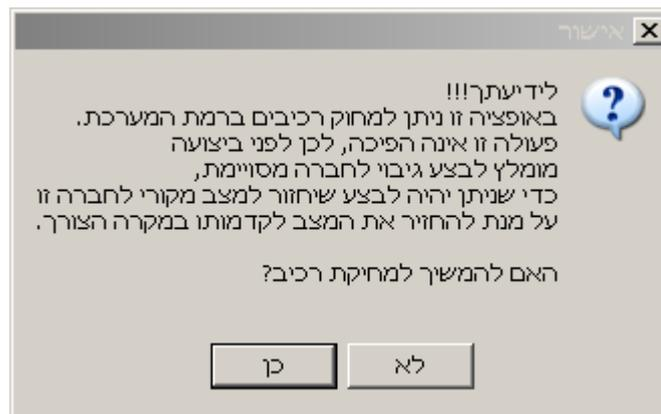 אישור
לידיעתך!!!
באופציה זו ניתן למחוק רכיבים ברמת המערכת.
פעולה זו אינה הפיכה, לכן לפני ביצועה
מומלץ לבצע גיבוי לחברה מסויימת,
כדי שניתן יהיה לבצע שיחזור למצב מקורי לחברה זו
על מנת להחזיר את המצב לקדמותו במקרה הצורך.
האם להמשיך למחיקת רכיב?
לא
כן